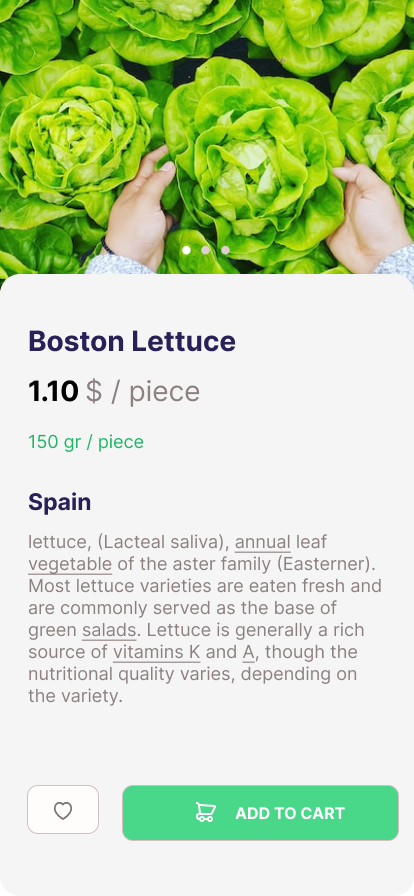 Boston Lettuce
1.10 $ / piece
150 gr / piece
Spain
lettuce, (Lacteal saliva), annual leaf
vegetable of the aster family (Easterner).
Most lettuce varieties are eaten fresh and
are commonly served as the base of
green salads. Lettuce is generally a rich
source of vitamins K and A, though the
nutritional quality varies, depending on
the variety.
ADD TO CART